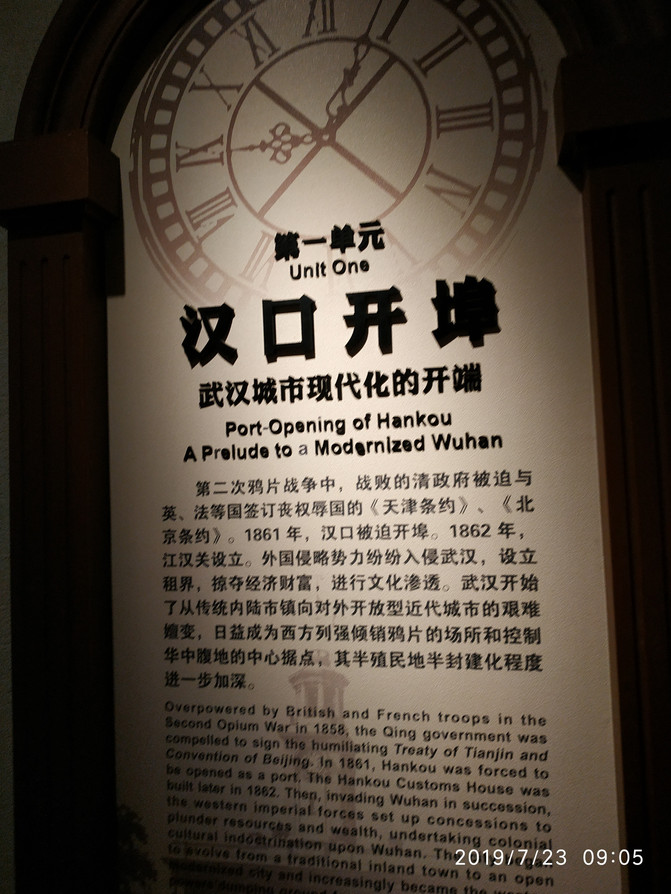 XI
XII
I
II
X
III
IX
VIII
第一单元
Unit One
汉口开埠
武汉城市现代化的开端
Port-Opening of Hankou
A Prelude to a Modernized Wuhan
第二次鸦片战争中，战败的清政府被迫与
英、法等国签订丧权辱国的《天津条约》、《北
京条约》。1861年，汉口被迫开埠。1862年，
江汉关设立。外国侵略势力纷纷入侵武汉，设立
租界，掠夺经济财富，进行文化渗透。武汉开始
了从传统内陆市镇向对外开放型近代城市的艰难
嬗变，日益成为西方列强倾销鸦片的场所和控制
华中腹地的中心据点，其半殖民地半封建化程度
进一步加深。
Overpowered by British and French troops in the
Second Opium War in 1858, the Qing government was
compelled to sign the humiliating Treaty of Tianjin and
Convention of Beijing. In 1861, Hankou was forced to
be opened as a port. The Hankou Customs House was
built later in 1862. Then, invading Wuhan in succession,
the western imperial forces set up concessions to
plunder resources and wealth, undertaking colonial
cultural indoctrination upon Wuhan.
to evolve from a traditional inland town to an open
modernized city and increasingly became the
2019/7/23 09:05